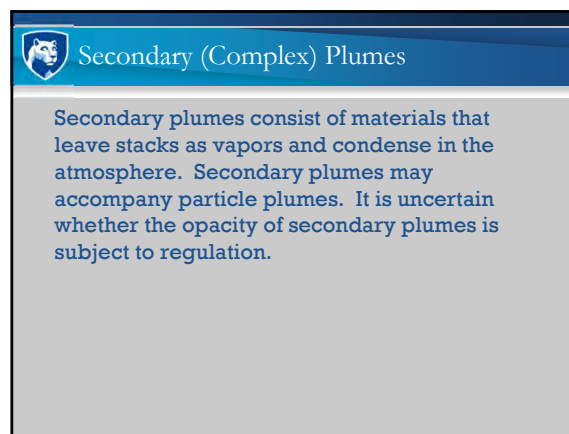 Secondary (Complex) Plumes
Secondary plumes consist of materials that
leave stacks as vapors and condense in the
atmosphere.  Secondary plumes may
accompany particle plumes.  It is uncertain
whether the opacity of secondary plumes is
subject to regulation.